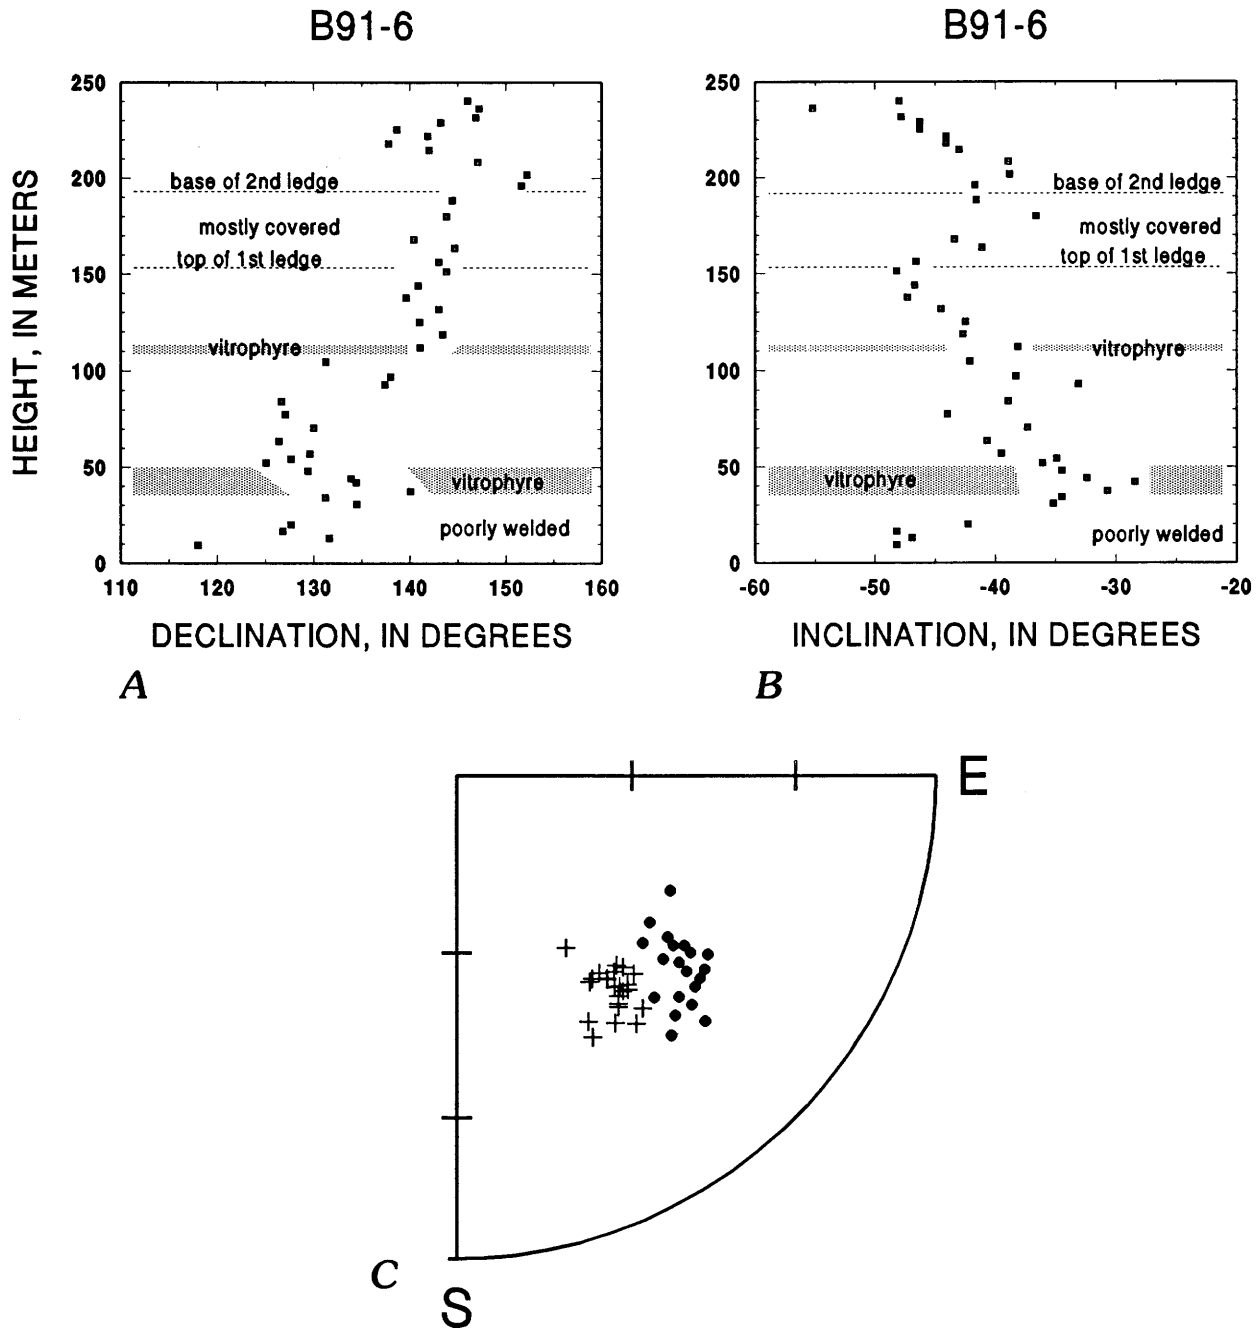 B91-6
250
200
150
100
50
0
HEIGHT, IN METERS
base of 2nd ledge
mostly covered
top of 1st ledge
vitrophyre
vitrophyre
poorly welded
110 120 130 140 150 160
DECLINATION, IN DEGREES
A
B91-6
250
200
150
100
50
0
base of 2nd ledge
mostly covered
top of 1st ledge
vitrophyre
vitrophyre
poorly welded
-60 -50 -40 -30 -20
INCLINATION, IN DEGREES
B
E
C
S